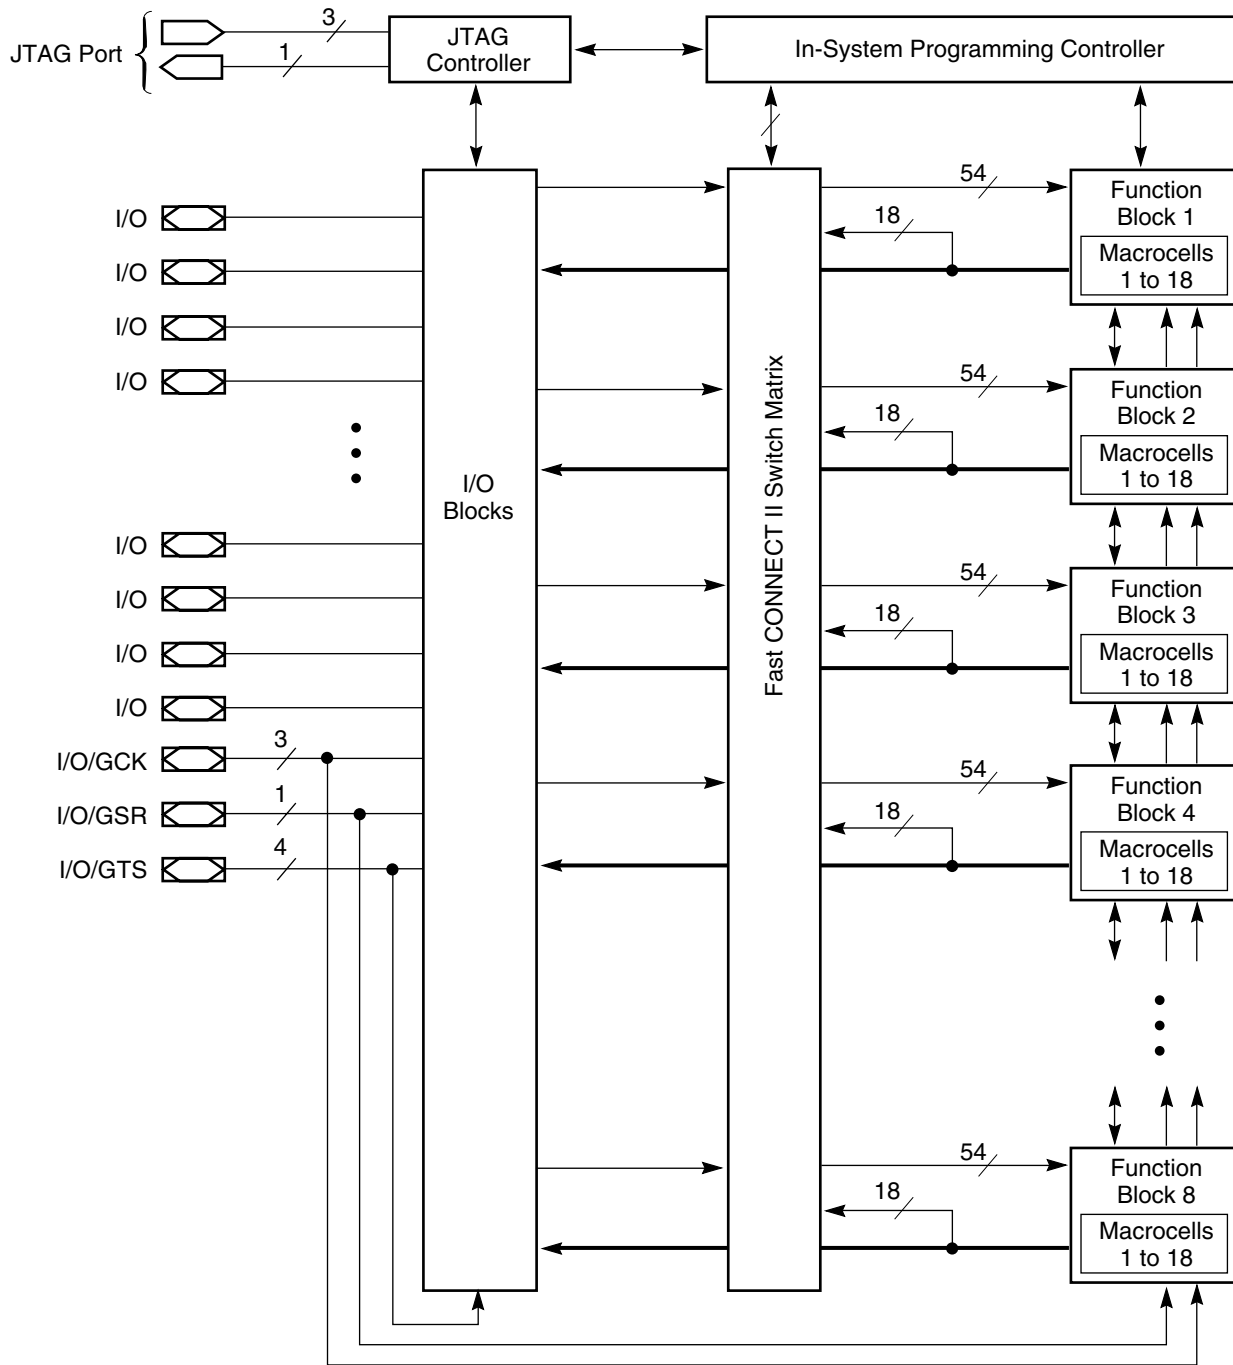 JTAG Port
3
1
JTAG
Controller
In-System Programming Controller
I/O
I/O
I/O
I/O
I/O
I/O
I/O
I/O
I/O/GCK
3
I/O/GSR
1
I/O/GTS
4
I/O
Blocks
Fast CONNECT II Switch Matrix
54
18
Function
Block 1
Macrocells
1 to 18
54
18
Function
Block 2
Macrocells
1 to 18
54
18
Function
Block 3
Macrocells
1 to 18
54
18
Function
Block 4
Macrocells
1 to 18
54
18
Function
Block 8
Macrocells
1 to 18